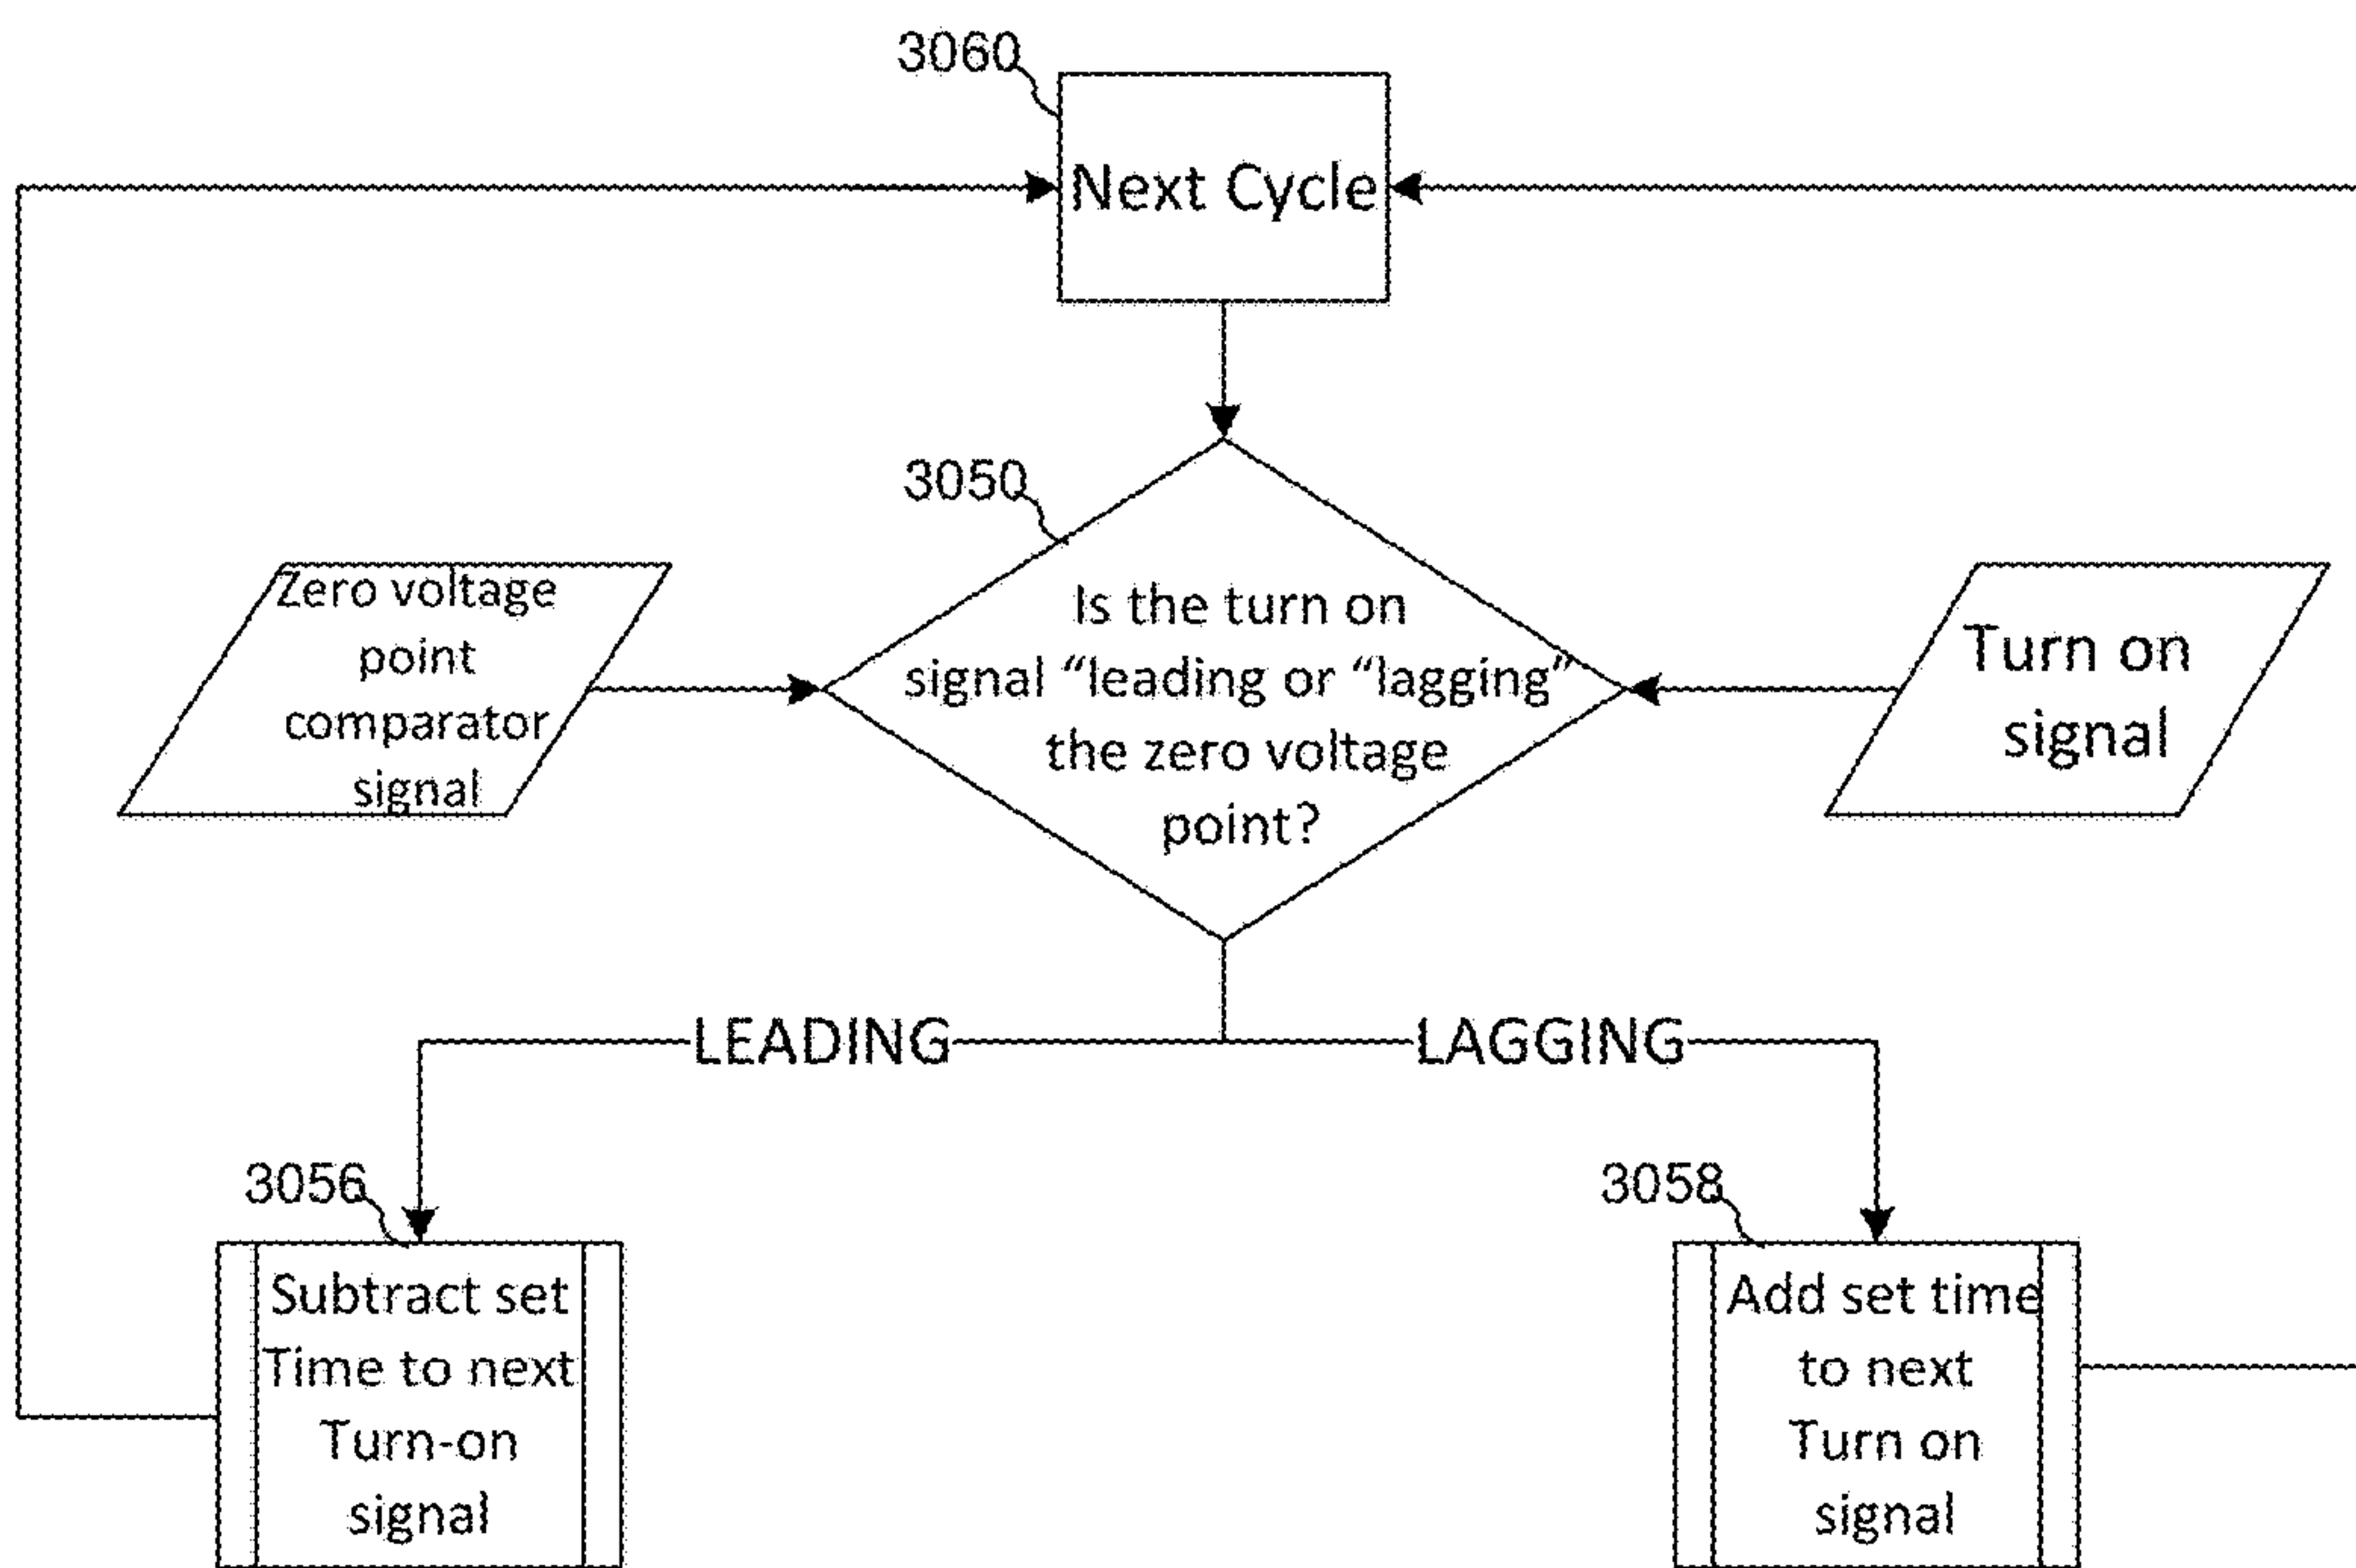 3060
Next Cycle
3050
Zero voltage
point
comparator
signal
Is the turn on
signal “leading or “lagging”
the zero voltage
point?
Turn on
signal
LEADING
LAGGING
3056
Subtract set
Time to next
Turn-on
signal
3058
Add set time
to next
Turn on
signal